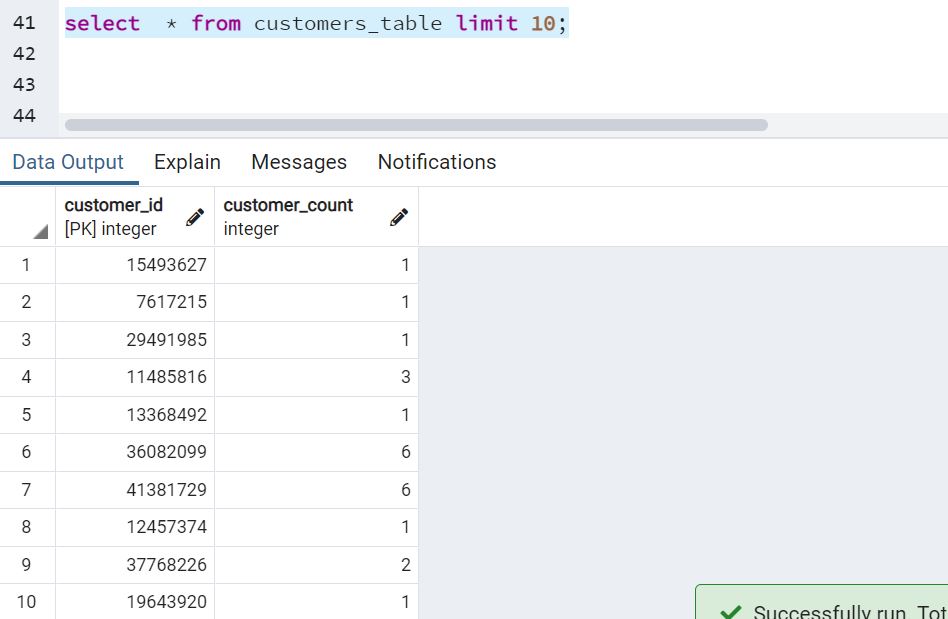 41 select * from customers_table limit 10;
42
43
44
Data Output Explain Messages Notifications
customer_id customer_count
[PK] integer integer
1 15493627 1
2 7617215 1
3 29491985 1
4 11485816 3
5 13368492 1
6 36082099 6
7 41381729 6
8 12457374 1
9 37768226 2
10 19643920 1
Successfully run. Tot